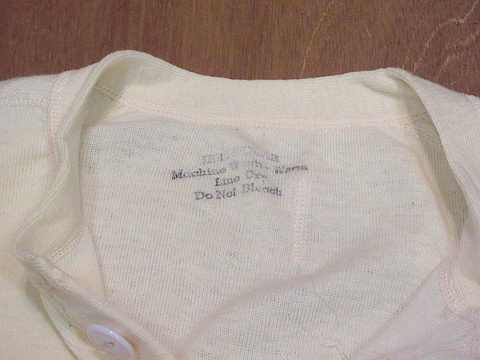 Machine Wash, Warm
Line Dry
Do Not Bleach